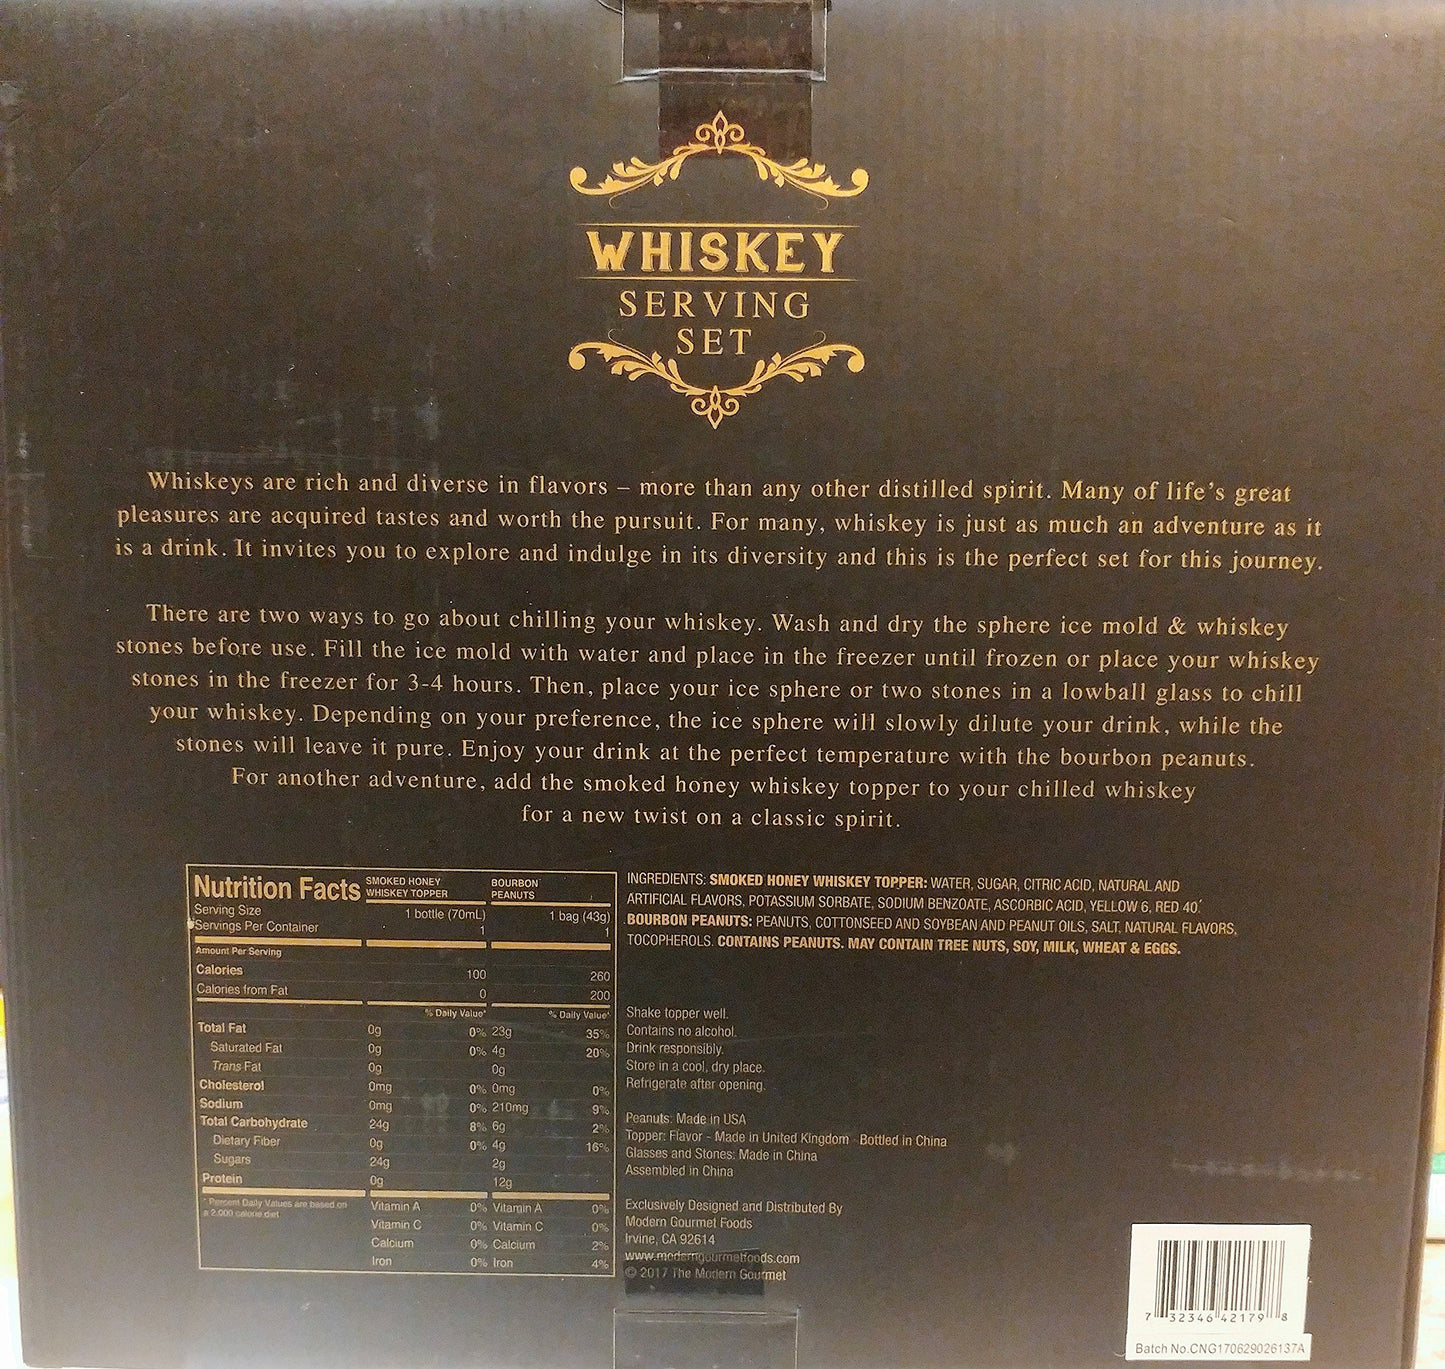 WHISKEY
SERVING
SET
Whiskeys are rich and diverse in flavors – more than any other distilled spirit. Many of life's great
pleasures are acquired tastes and worth the pursuit. For many, whiskey is just as much an adventure as it
is a drink. It invites you to explore and indulge in its diversity and this is the perfect set for this journey.
There are two ways to go about chilling your whiskey. Wash and dry the sphere ice mold & whiskey
stones before use. Fill the ice mold with water and place in the freezer until frozen or place your whiskey
stones in the freezer for 3-4 hours. Then, place your ice sphere or two stones in a lowball glass to chill
your whiskey. Depending on your preference, the ice sphere will slowly dilute your drink, while the
stones will leave it pure. Enjoy your drink at the perfect temperature with the bourbon peanuts.
For another adventure, add the smoked honey whiskey topper to your chilled whiskey
for a new twist on a classic spirit.
Nutrition Facts SMOKED HONEY WHISKEY TOPPER BOURBON PEANUTS
Serving Size 1 bottle (70mL) 1 bag (43g)
Servings Per Container 1 1
Amount Per Serving
Calories 100 260
Calories from Fat 0 200
% Daily Value* % Daily Value*
Total Fat 0g 0% 23g 35%
Saturated Fat 0g 0% 4g 20%
Trans Fat 0g 0g
Cholesterol 0mg 0% 0mg 0%
Sodium 0mg 0% 210mg 9%
Total Carbohydrate 24g 8% 6g 2%
Dietary Fiber 0g 0% 4g 16%
Sugars 24g 2g
Protein 0g 12g
* Percent Daily Values are based on
a 2,000 calorie diet
Vitamin A 0% Vitamin A 0%
Vitamin C 0% Vitamin C 0%
Calcium 0% Calcium 2%
Iron 0% Iron 4%
INGREDIENTS: SMOKED HONEY WHISKEY TOPPER: WATER, SUGAR, CITRIC ACID, NATURAL AND
ARTIFICIAL FLAVORS, POTASSIUM SORBATE, SODIUM BENZOATE, ASCORBIC ACID, YELLOW 6, RED 40.
BOURBON PEANUTS: PEANUTS, COTTONSEED AND SOYBEAN AND PEANUT OILS, SALT, NATURAL FLAVORS,
TOCOPHEROLS. CONTAINS PEANUTS. MAY CONTAIN TREE NUTS, SOY, MILK, WHEAT & EGGS.
Shake topper well.
Contains no alcohol.
Drink responsibly.
Store in a cool, dry place.
Refrigerate after opening.
Peanuts: Made in USA
Topper: Flavor - Made in United Kingdom Bottled in China
Glasses and Stones: Made in China
Assembled in China
Exclusively Designed and Distributed By
Modern Gourmet Foods
Irvine, CA 92614
www.moderngourmetfoods.com
© 2017 The Modern Gourmet
7 32346 42179 8
Batch No.CNG170629026137A